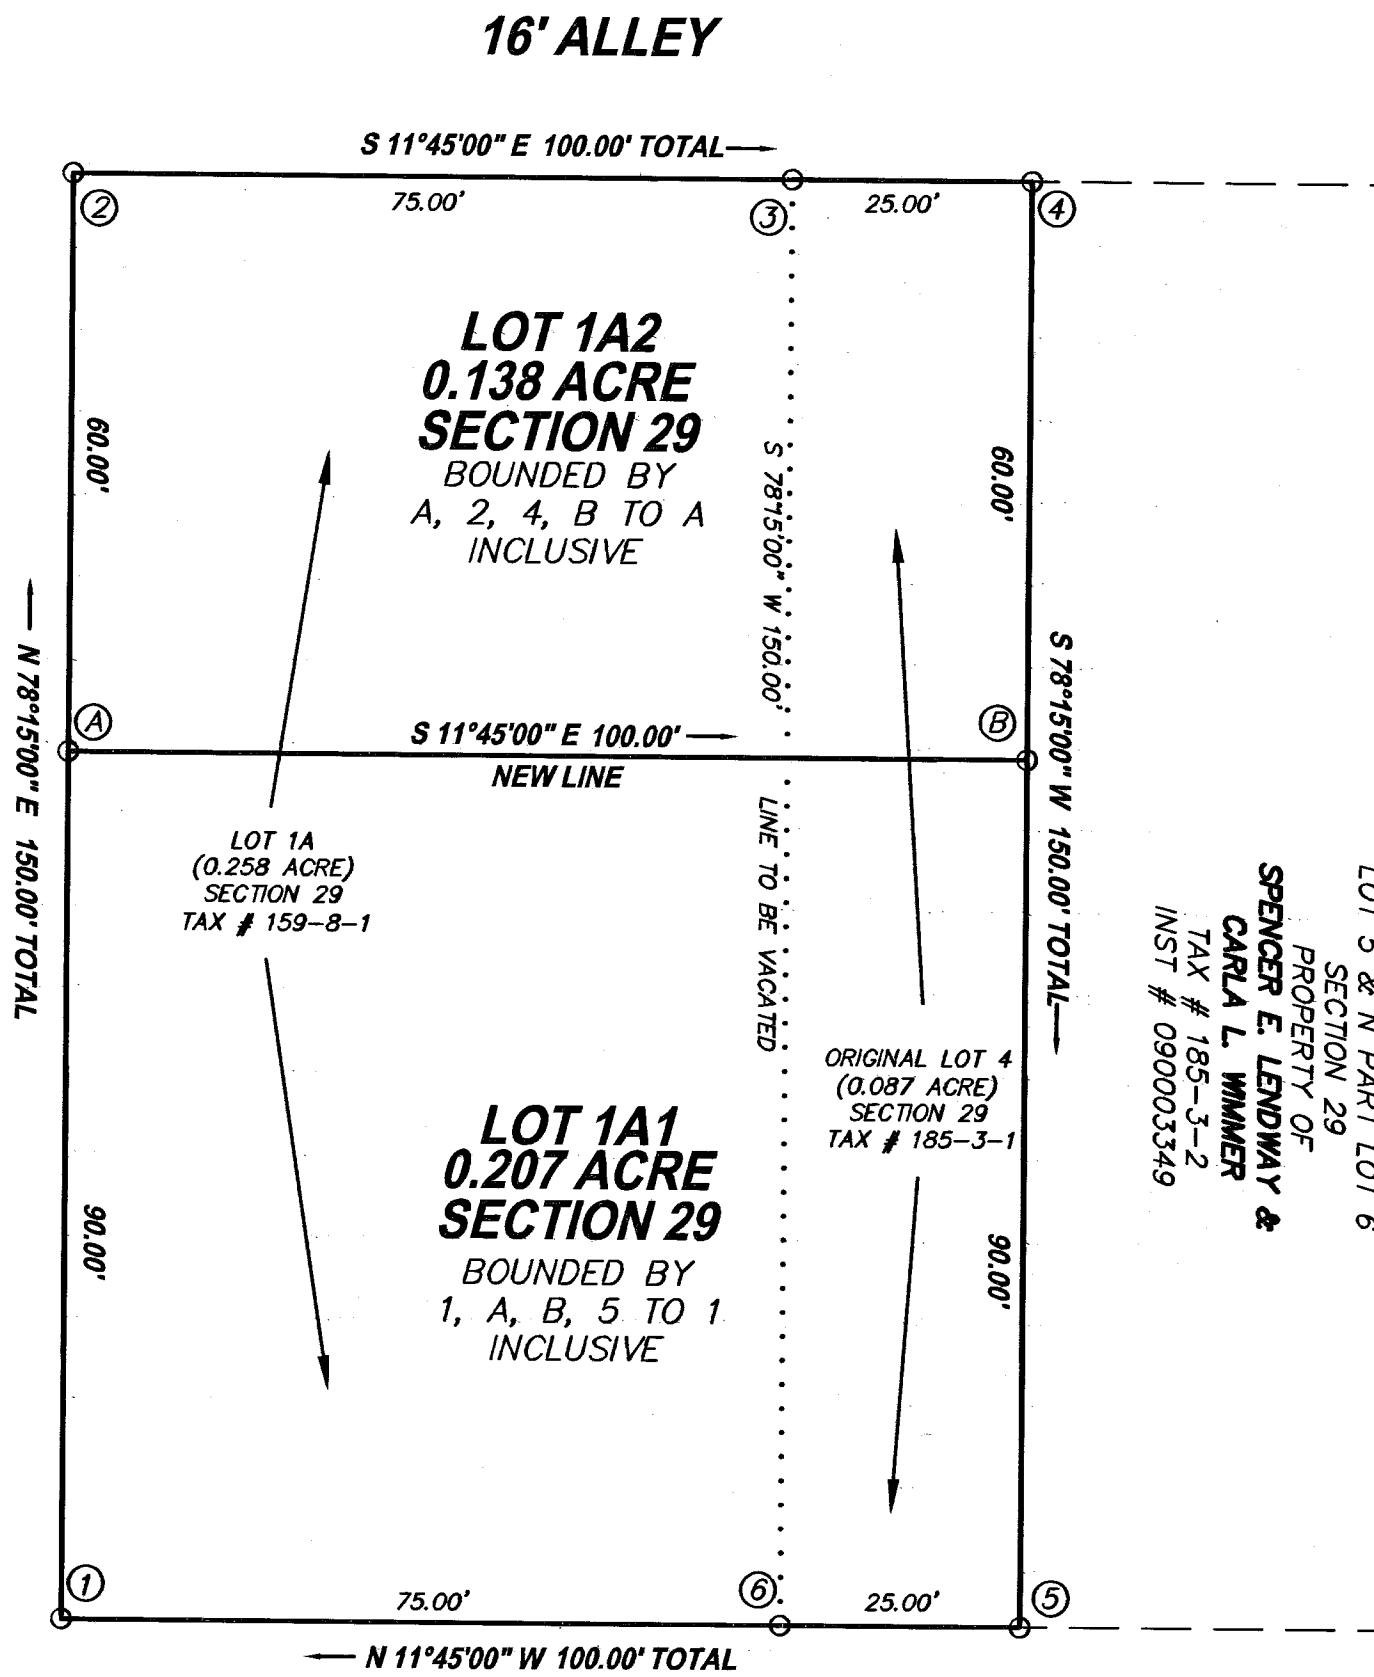 16' ALLEY
S 11°45'00" E 100.00' TOTAL
75.00'
25.00'
2
3
4
LOT 1A2
0.138 ACRE
SECTION 29
BOUNDED BY
A, 2, 4, B TO A
INCLUSIVE
60.00'
60.00'
S 78°15'00" W 150.00'
N 78°15'00" E 150.00' TOTAL
S 78°15'00" W 150.00' TOTAL
A
B
S 11°45'00" E 100.00'
NEW LINE
LINE TO BE VACATED
LOT 1A
(0.258 ACRE)
SECTION 29
TAX # 159-8-1
ORIGINAL LOT 4
(0.087 ACRE)
SECTION 29
TAX # 185-3-1
LOT 5 & N PART LOT 6
SECTION 29
PROPERTY OF
SPENCER E. LENDWAY &
CARLA L. WIMMER
TAX # 185-3-2
INST # 090003349
LOT 1A1
0.207 ACRE
SECTION 29
BOUNDED BY
1, A, B, 5 TO 1
INCLUSIVE
90.00'
90.00'
1
6
5
75.00'
25.00'
N 11°45'00" W 100.00' TOTAL